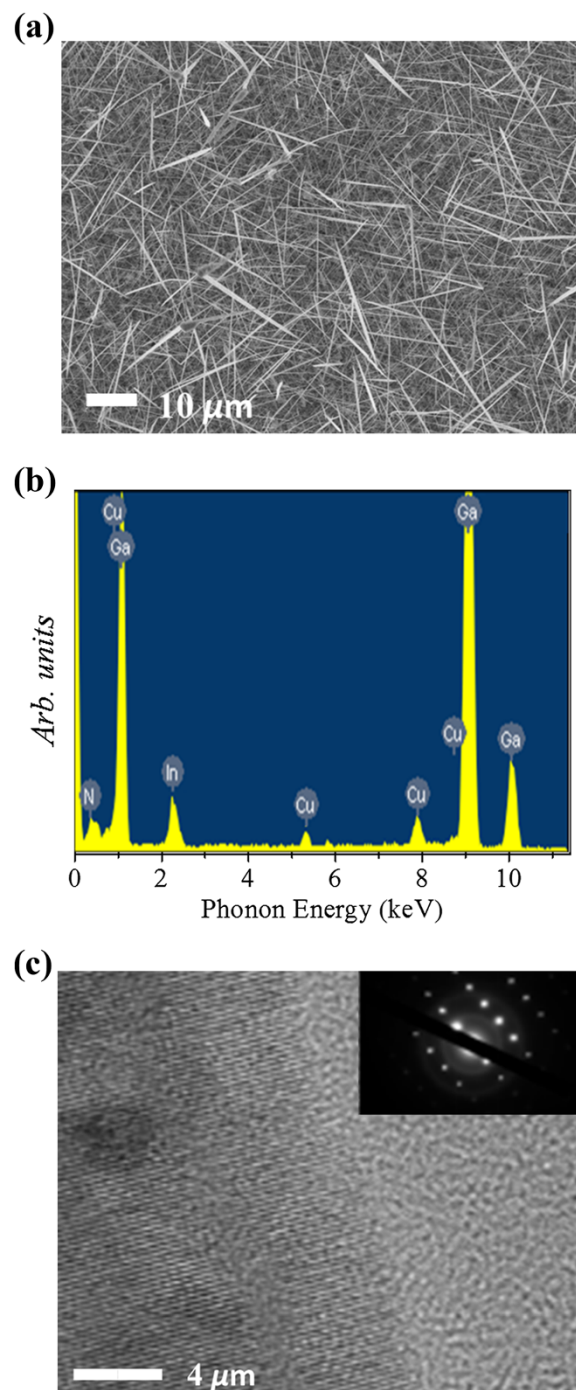 (a)
10 μm
(b)
Cu
Ga
Ga
Cu
Ga
N
In
Cu
Cu
Arb. units
0 2 4 6 8 10
Phonon Energy (keV)
(c)
4 μm